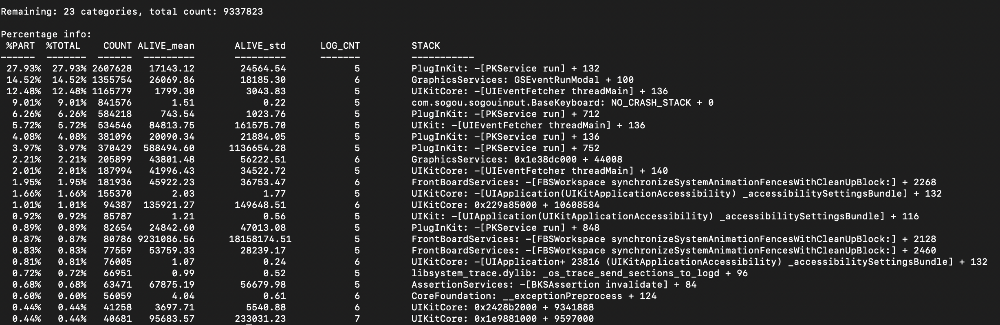 Remaining: 23 categories, total count: 9337823
Percentage info:
%PART %TOTAL COUNT ALIVE_mean ALIVE_std LOG_CNT STACK
------ ------- ------ --------- --------- ------- -----------
27.93% 27.93% 2607628 17143.12 24564.54 5 PlugInKit: -[PKService run] + 132
14.52% 14.52% 1355754 26069.86 18185.30 6 GraphicsServices: GSEventRunModal + 100
12.48% 12.48% 1165779 1799.30 3043.83 5 UIKitCore: -[UIEventFetcher threadMain] + 136
9.01% 9.01% 841576 1.51 0.22 5 com.sogou.sogouinput.BaseKeyboard: NO_CRASH_STACK + 0
6.26% 6.26% 584218 743.54 1023.76 5 PlugInKit: -[PKService run] + 712
5.72% 5.72% 534546 84813.75 161575.70 5 UIKit: -[UIEventFetcher threadMain] + 136
4.08% 4.08% 381096 20090.34 21884.05 5 PlugInKit: -[PKService run] + 136
3.97% 3.97% 370429 588494.60 1136654.28 5 PlugInKit: -[PKService run] + 752
2.21% 2.21% 205899 43801.48 56222.51 6 GraphicsServices: 0x1e38dc000 + 44008
2.01% 2.01% 187994 41996.43 34522.72 5 UIKitCore: -[UIEventFetcher threadMain] + 140
1.95% 1.95% 181936 45922.23 36753.47 6 FrontBoardServices: -[FBSWorkspace synchronizeSystemAnimationFencesWithCleanUpBlock:] + 2268
1.66% 1.66% 155370 2.03 1.77 5 UIKitCore: -[UIApplication(UIKitApplicationAccessibility) _accessibilitySettingsBundle] + 132
1.01% 1.01% 94387 135921.27 149648.51 6 UIKitCore: 0x229a85000 + 10608584
0.92% 0.92% 85787 1.21 0.56 5 UIKit: -[UIApplication(UIKitApplicationAccessibility) _accessibilitySettingsBundle] + 116
0.89% 0.89% 82654 24842.60 47013.08 5 PlugInKit: -[PKService run] + 848
0.87% 0.87% 80786 9231086.56 18158174.51 5 FrontBoardServices: -[FBSWorkspace synchronizeSystemAnimationFencesWithCleanUpBlock:] + 2128
0.83% 0.83% 77559 53759.33 28239.17 5 FrontBoardServices: -[FBSWorkspace synchronizeSystemAnimationFencesWithCleanUpBlock:] + 2460
0.81% 0.81% 76005 1.07 0.24 6 UIKitCore: -[UIApplication+ 23816 (UIKitApplicationAccessibility) _accessibilitySettingsBundle] + 132
0.72% 0.72% 66951 0.99 0.52 5 libsystem_trace.dylib: _os_trace_send_sections_to_logd + 96
0.68% 0.68% 63471 67875.19 56679.98 5 AssertionServices: -[BKSAssertion invalidate] + 84
0.60% 0.60% 56059 4.04 0.61 6 CoreFoundation: __exceptionPreprocess + 124
0.44% 0.44% 41258 3697.71 5540.88 6 UIKitCore: 0x2428b2000 + 9341888
0.44% 0.44% 40681 95683.57 233031.23 7 UIKitCore: 0x1e9881000 + 9597000